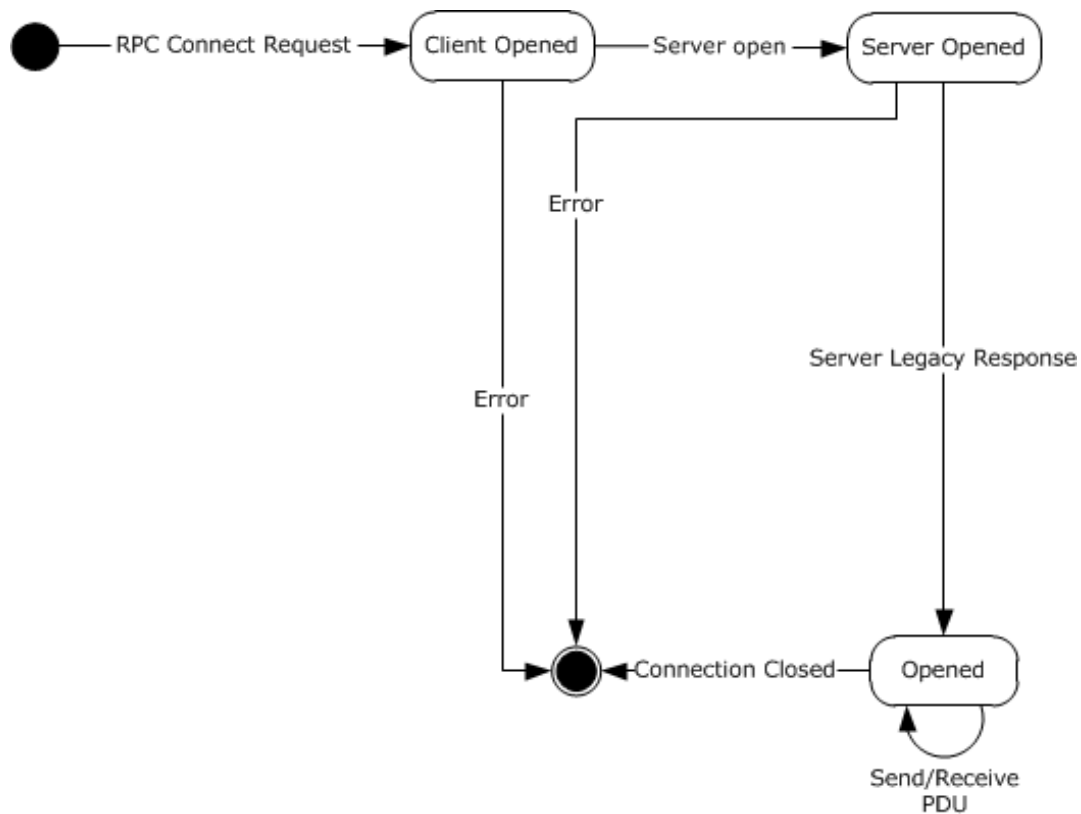 RPC Connect Request
Client Opened
Server open
Server Opened
Error
Server Legacy Response
Error
Connection Closed
Opened
Send/Receive
PDU